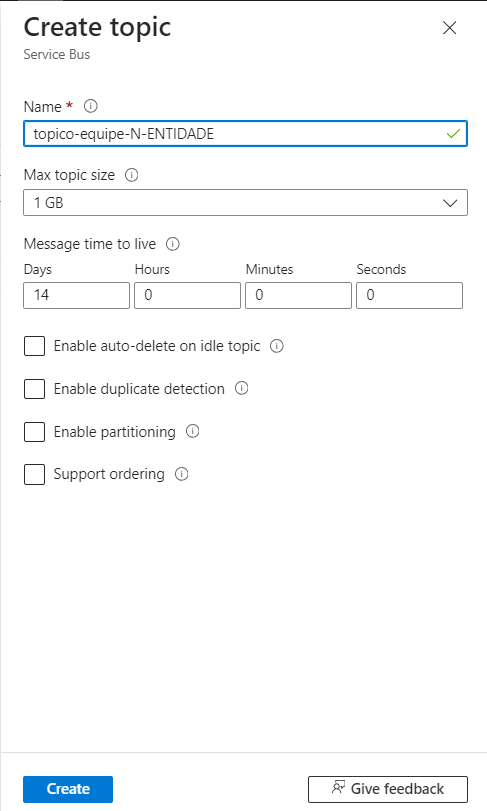 Create topic
Service Bus
Name *
topico-equipe-N-ENTIDADE
Max topic size
1 GB
Message time to live
Days Hours Minutes Seconds
14 0 0 0
Enable auto-delete on idle topic
Enable duplicate detection
Enable partitioning
Support ordering
Create Give feedback